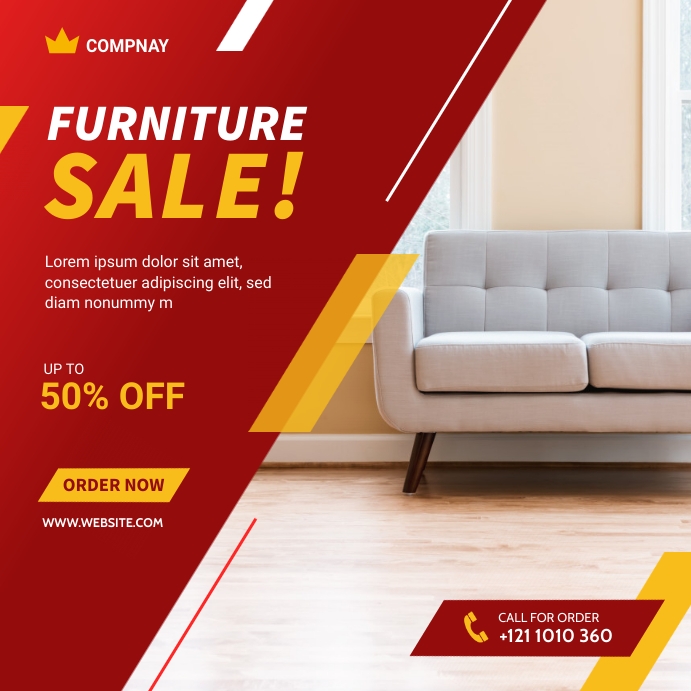 COMPNAY
FURNITURE
SALE!
Lorem ipsum dolor sit amet,
consectetuer adipiscing elit, sed
diam nonummy m
UP TO
50% OFF
ORDER NOW
WWW.WEBSITE.COM
CALL FOR ORDER
+121 1010 360